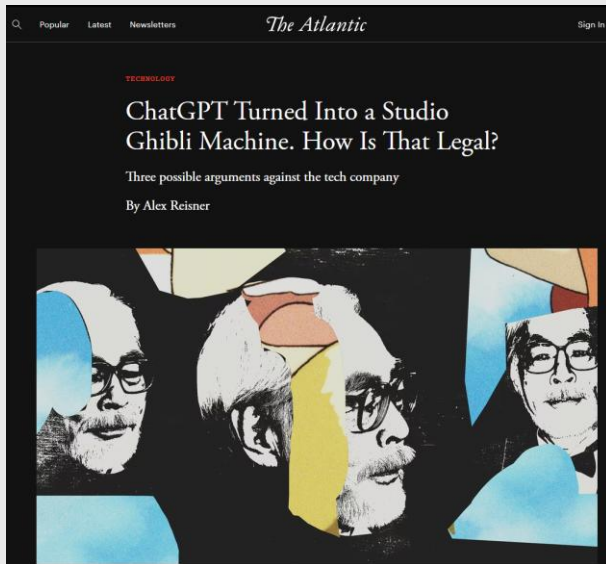 Popular Latest Newsletters The Atlantic Sign In
TECHNOLOGY
ChatGPT Turned Into a Studio
Ghibli Machine. How Is That Legal?
Three possible arguments against the tech company
By Alex Reisner